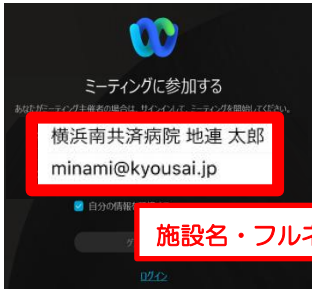 ミーティングに参加する
あなたがミーティング主催者の場合は、サインインして、ミーティングを開始してください。
横浜南共済病院 地連 太郎
minami@kyousai.jp
自分の情報を
施設名・フルネ
ログイン